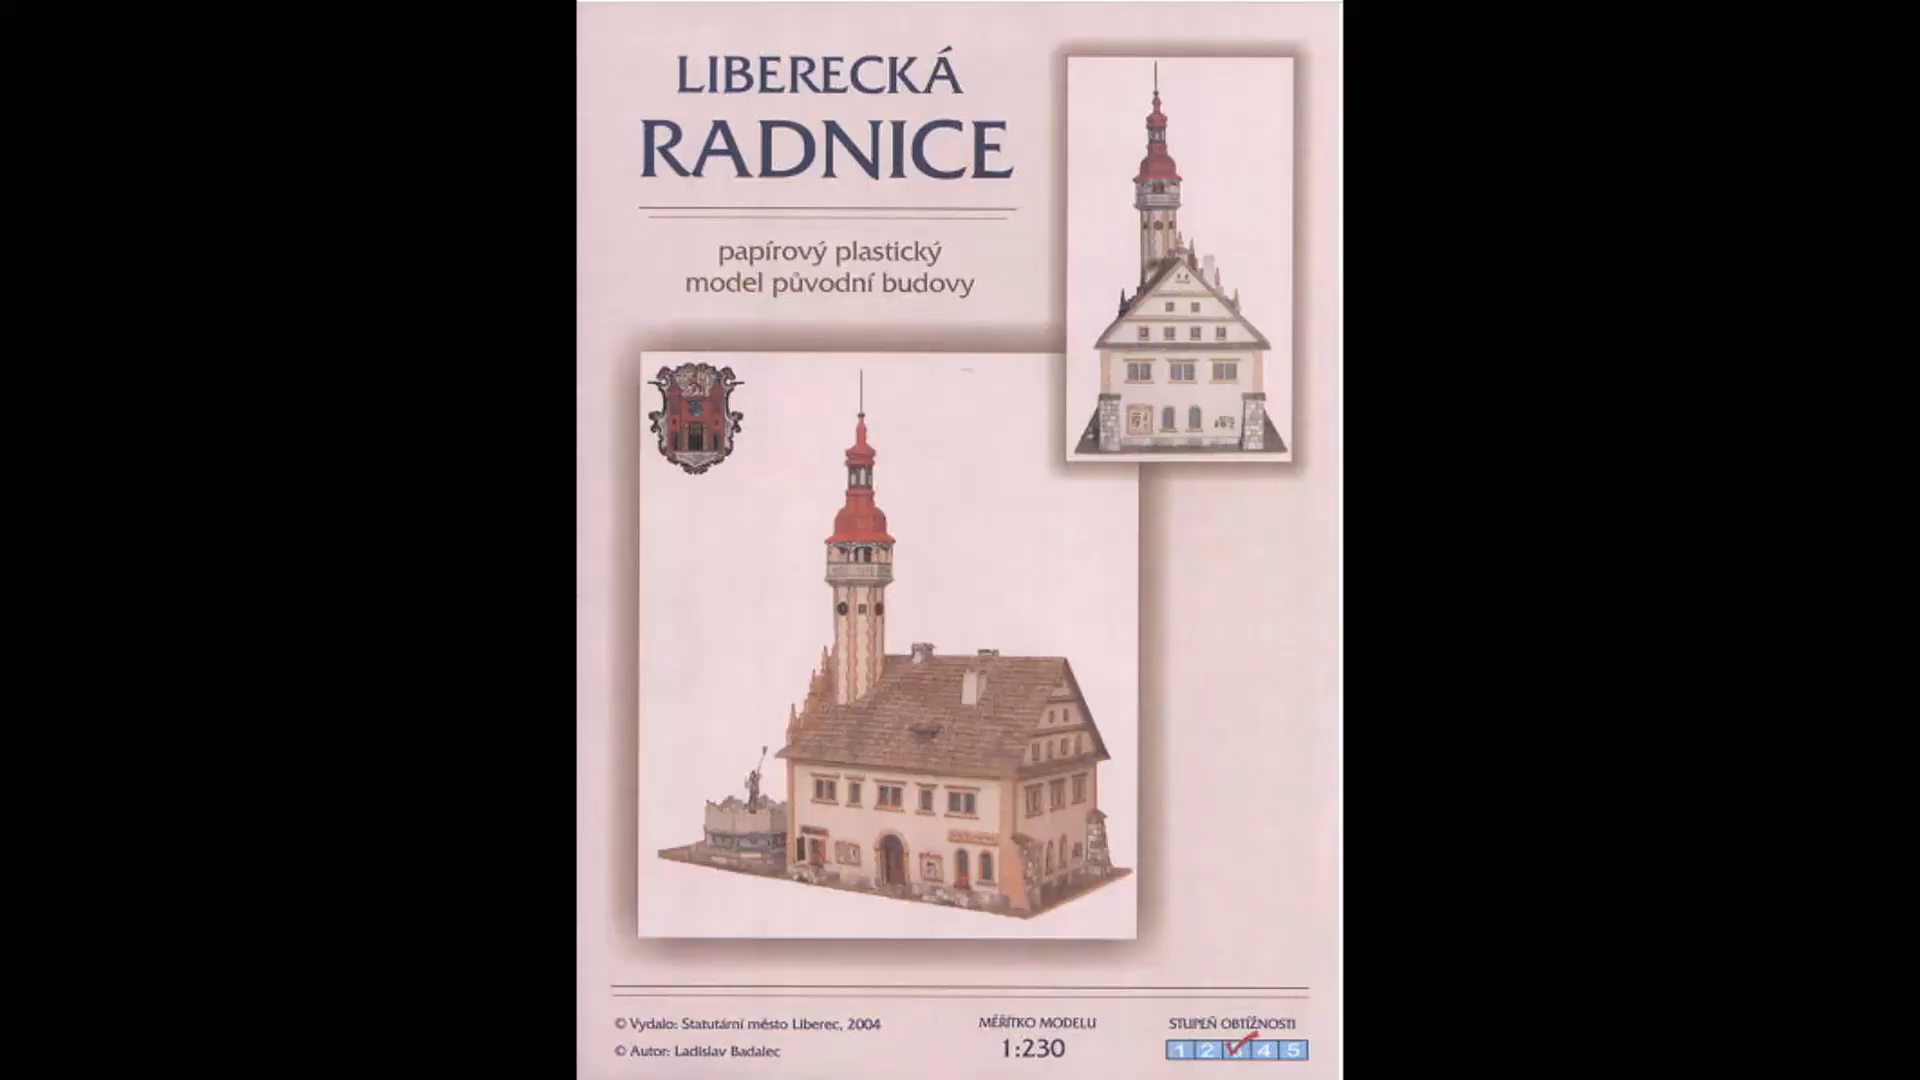 LIBERECKÁ
RADNICE
papírový plastický
model původní budovy
© Vydalo: Statutární město Liberec, 2004
© Autor: Ladislav Badalec
MĚŘÍTKO MODELU
1:230
STUPEŇ OBTÍŽNOSTI
1 2 3 4 5